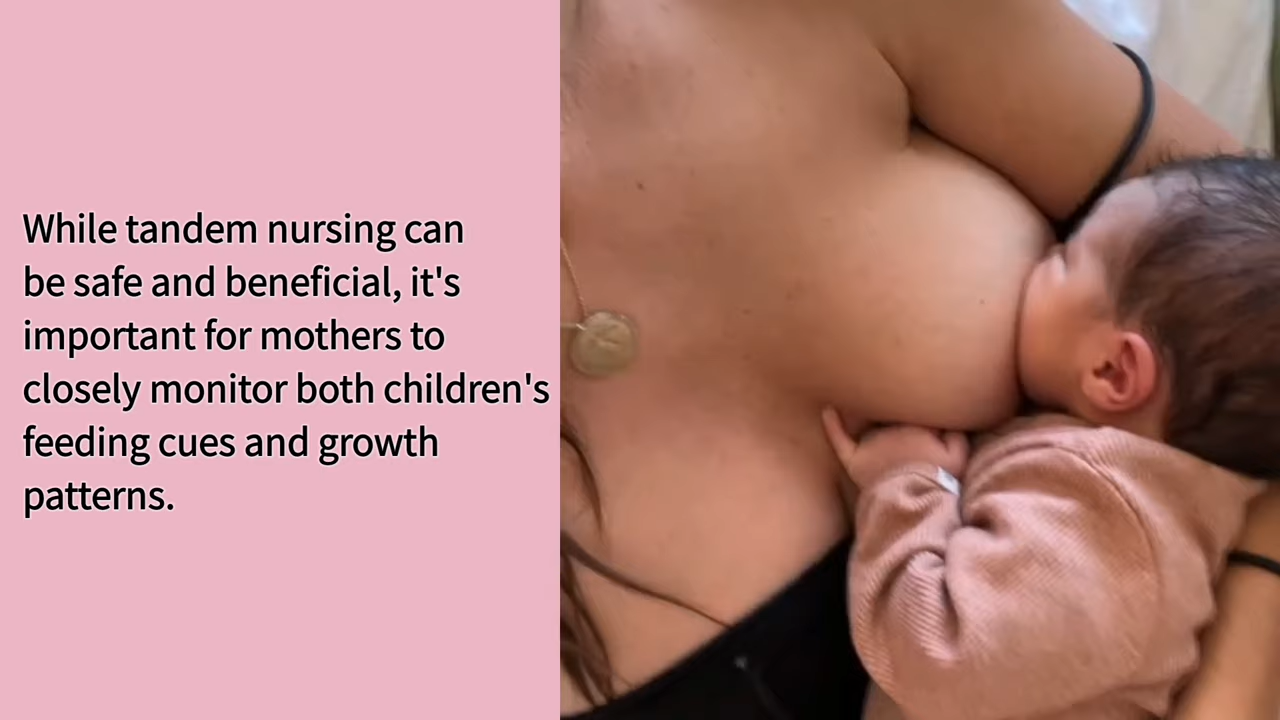 While tandem nursing can
be safe and beneficial, it's
important for mothers to
closely monitor both children's
feeding cues and growth
patterns.